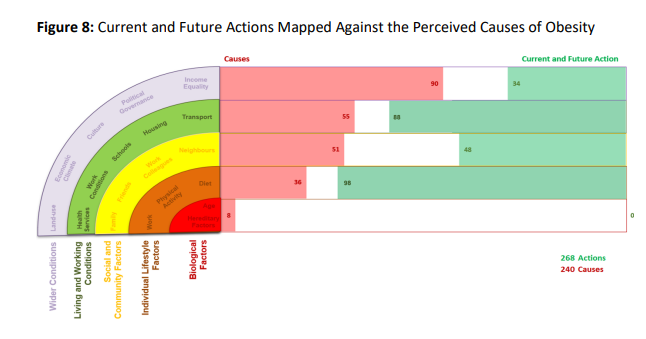 Figure 8: Current and Future Actions Mapped Against the Perceived Causes of Obesity
Causes
Current and Future Action
Income
Equality
Political
Governance
Culture
Economic
Climate
Land-use
90
54
Transport
Housing
Schools
Work
Conditions
Health
Services
55
88
Neighbours
Work
Colleagues
Friends
Family
51
48
Diet
Physical
Activity
Work
36
98
Age
Hereditary
Factors
8
0
Wider Conditions
Living and Working
Conditions
Social and
Community Factors
Individual Lifestyle
Factors
Biological
Factors
268 Actions
240 Causes